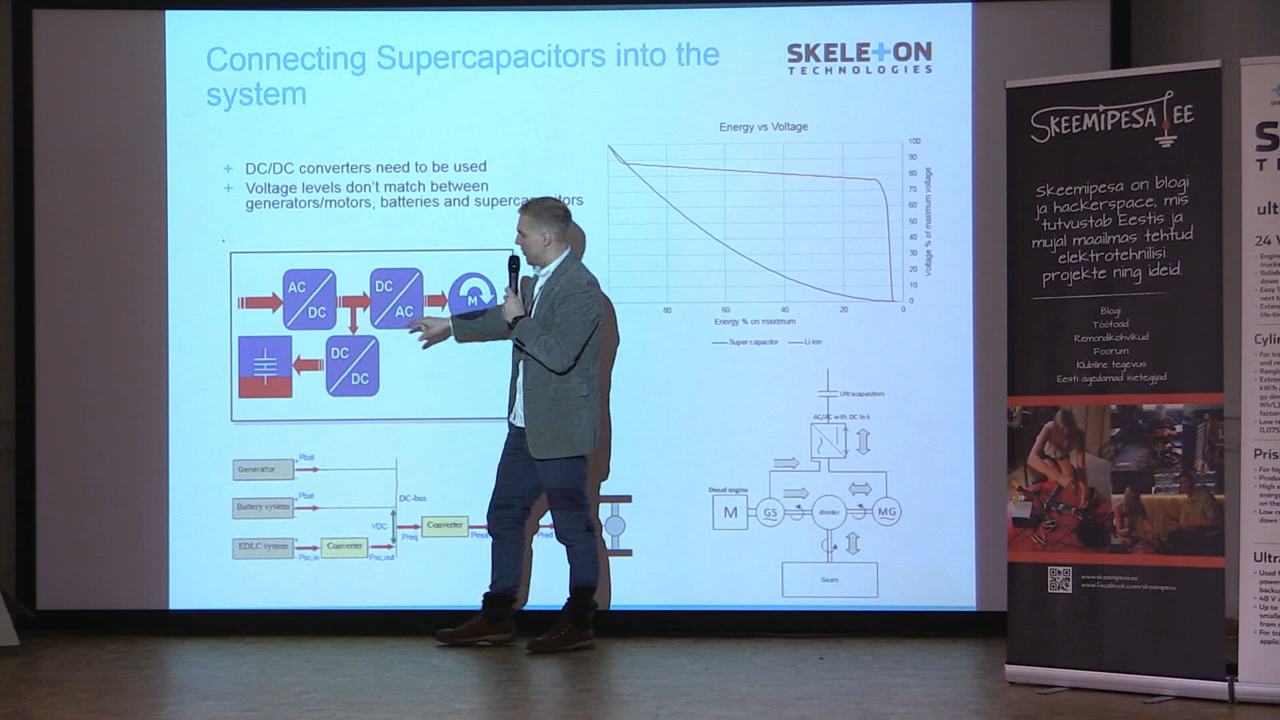 Connecting Supercapacitors into the
system
SKELE+ON
TECHNOLOGIES
+ DC/DC converters need to be used
+ Voltage levels don't match between
generators/motors, batteries and supercapacitors
AC
DC
DC
AC
M
DC
DC
Energy vs Voltage
100
90
80
70
60
50
40
30
20
10
0
Voltage % of maximum voltage
80
60
40
20
0
Energy % on maximum
Super capacitor
Li ion
Generator
Pbat
Battery system
Pbat
EDLC system
Psc,in
Converter
Psc,out
DC-bus
VDC
Preq
Converter
Ultracapacitors
AC/AC with DC link
Diesel engine
M
GS
divider
MG
Gears
SKEEMIPESA.EE
Skeemipesa on blogi
ja hackerspace, mis
tutvustab Eestis ja
mujal maailmas tehtud
elektrotehnilisi
projekte ning ideid.
Blogi
Töötoad
Remondikohvikud
Foorum
Klubiline tegevus
Eesti ägedamad isetegijad
www.skeemipesa.ee
www.facebook.com/skeemipesa
24 V
Cylin
Pris
Ultra